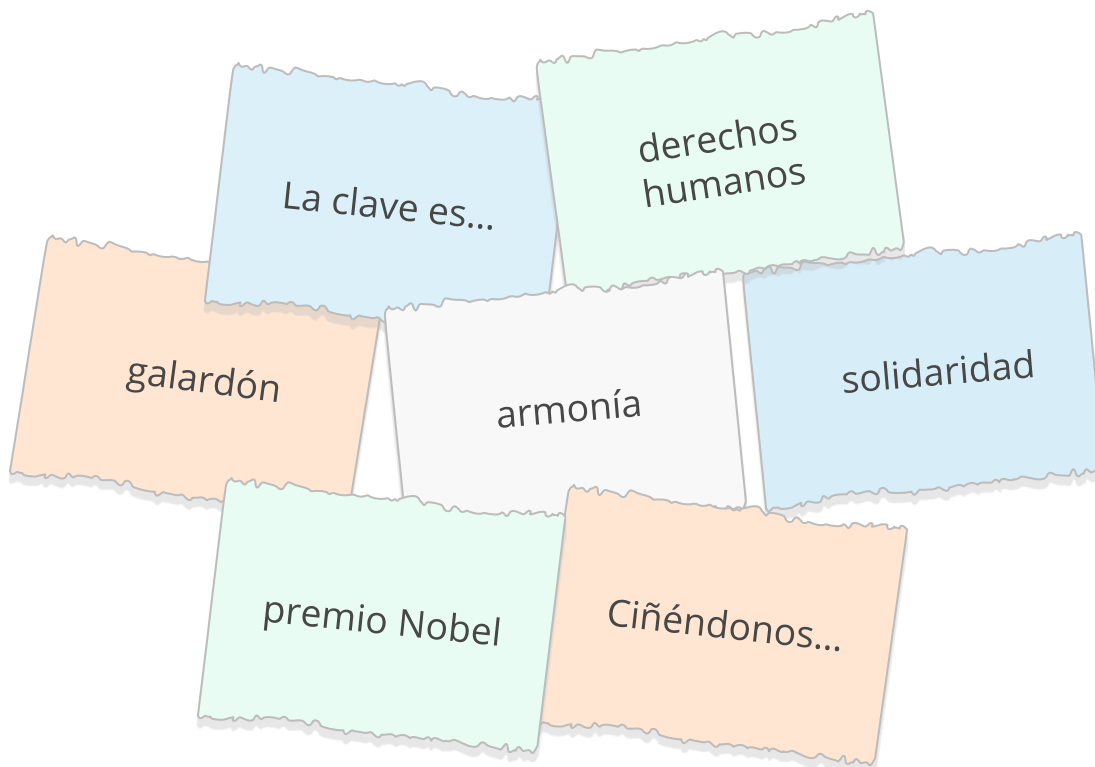 La clave es...
derechos
humanos
galardón
armonía
solidaridad
premio Nobel
Ciñéndonos...